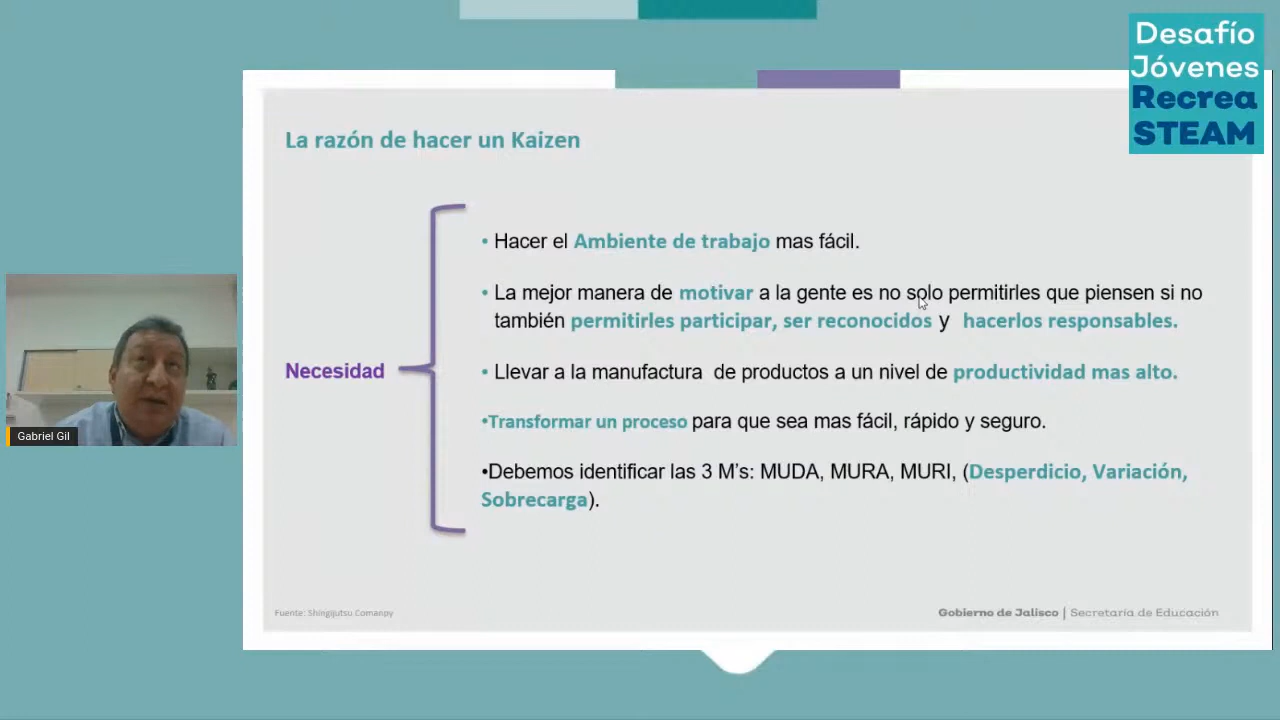 Desafío
Jóvenes
Recrea
STEAM
La razón de hacer un Kaizen
• Hacer el Ambiente de trabajo mas fácil.
• La mejor manera de motivar a la gente es no solo permitirles que piensen si no
también permitirles participar, ser reconocidos y hacerlos responsables.
Necesidad
• Llevar a la manufactura de productos a un nivel de productividad mas alto.
•Transformar un proceso para que sea mas fácil, rápido y seguro.
•Debemos identificar las 3 M's: MUDA, MURA, MURI, (Desperdicio, Variación,
Sobrecarga).
Gabriel Gil
Fuente: Shingijutsu Comanpy
Gobierno de Jalisco | Secretaría de Educación